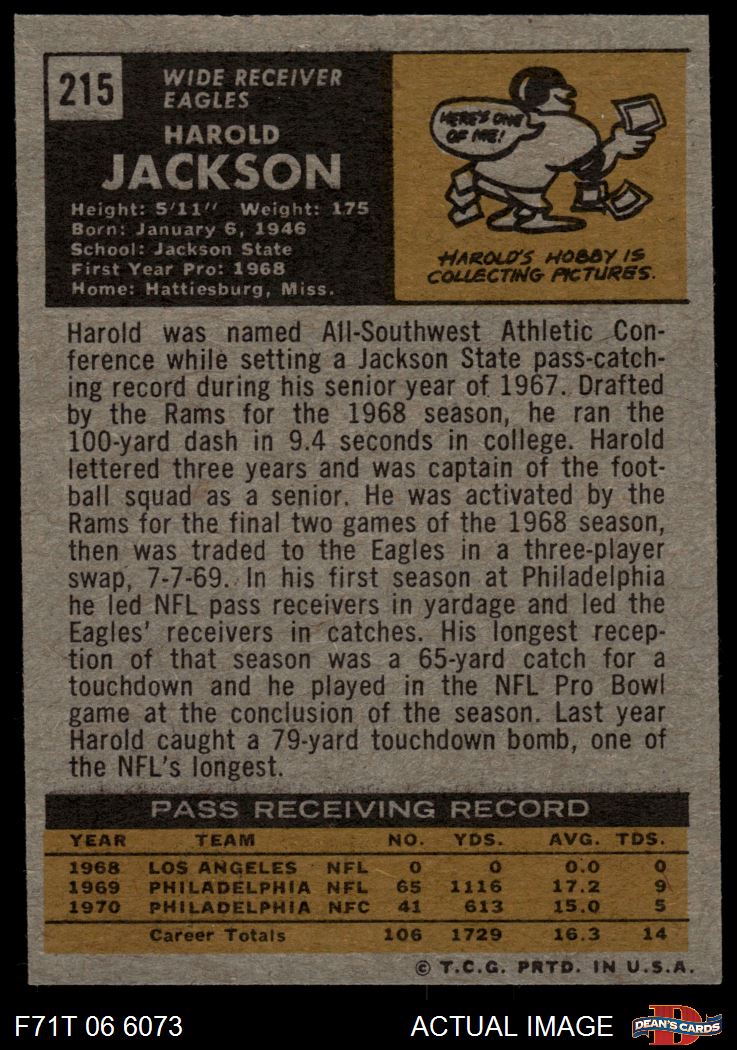 215
WIDE RECEIVER
EAGLES
HAROLD
JACKSON
Height: 5'11" Weight: 175
Born: January 6, 1946
School: Jackson State
First Year Pro: 1968
Home: Hattiesburg, Miss.
HERE'S ONE
OF ME!
HAROLD'S HOBBY IS
COLLECTING PICTURES.
Harold was named All-Southwest Athletic Con-
ference while setting a Jackson State pass-catch-
ing record during his senior year of 1967. Drafted
by the Rams for the 1968 season, he ran the
100-yard dash in 9.4 seconds in college. Harold
lettered three years and was captain of the foot-
ball squad as a senior. He was activated by the
Rams for the final two games of the 1968 season,
then was traded to the Eagles in a three-player
swap, 7-7-69. In his first season at Philadelphia
he led NFL pass receivers in yardage and led the
Eagles' receivers in catches. His longest recep-
tion of that season was a 65-yard catch for a
touchdown and he played in the NFL Pro Bowl
game at the conclusion of the season. Last year
Harold caught a 79-yard touchdown bomb, one of
the NFL's longest.
PASS RECEIVING RECORD
YEAR TEAM NO. YDS. AVG. TDS.
1968 LOS ANGELES NFL 0 0 0.0 0
1969 PHILADELPHIA NFL 65 1116 17.2 9
1970 PHILADELPHIA NFC 41 613 15.0 5
Career Totals 106 1729 16.3 14
© T.C.G. PRTD. IN U.S.A.
F71T 06 6073 ACTUAL IMAGE D DEAN'S CARDS